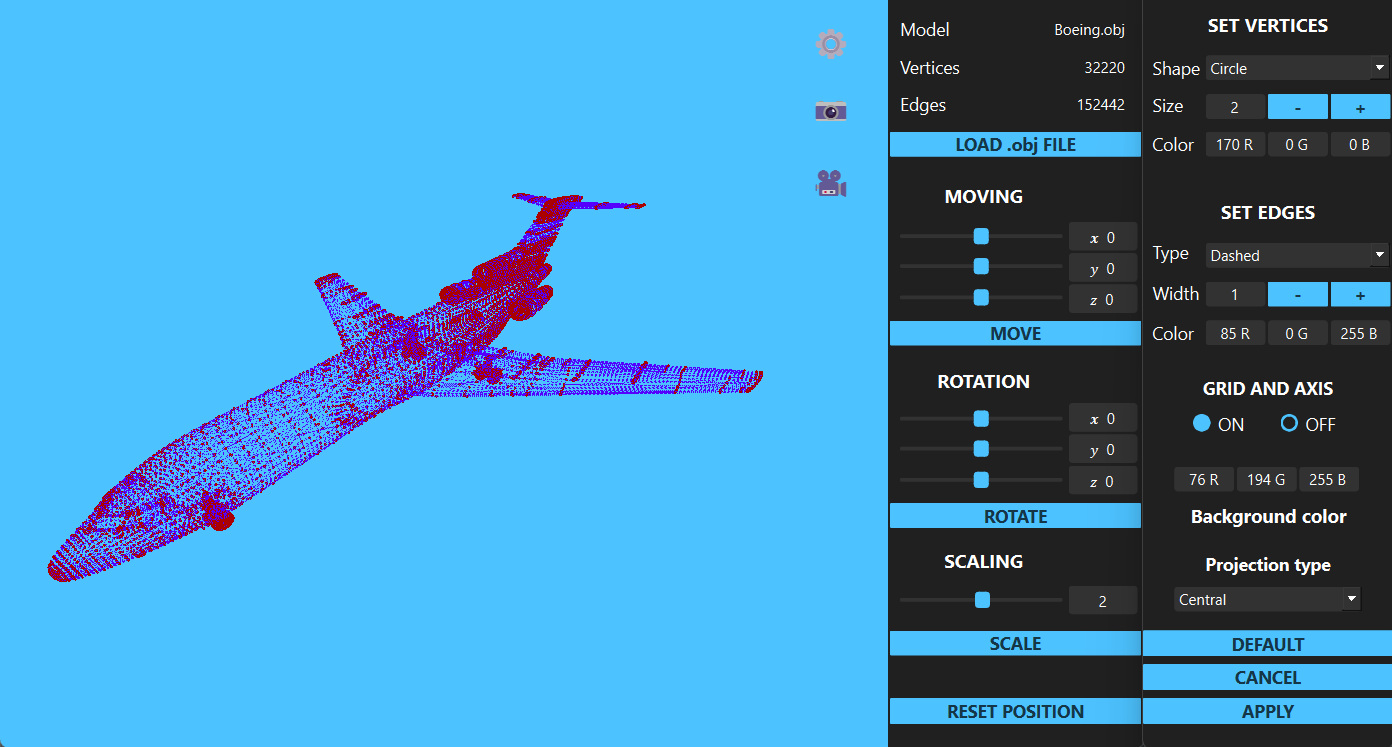 Model Boeing.obj
Vertices 32220
Edges 152442
LOAD .obj FILE
MOVING
x 0
y 0
z 0
MOVE
ROTATION
x 0
y 0
z 0
ROTATE
SCALING
2
SCALE
RESET POSITION
SET VERTICES
Shape Circle
Size 2 - +
Color 170 R 0 G 0 B
SET EDGES
Type Dashed
Width 1 - +
Color 85 R 0 G 255 B
GRID AND AXIS
ON OFF
76 R 194 G 255 B
Background color
Projection type
Central
DEFAULT
CANCEL
APPLY